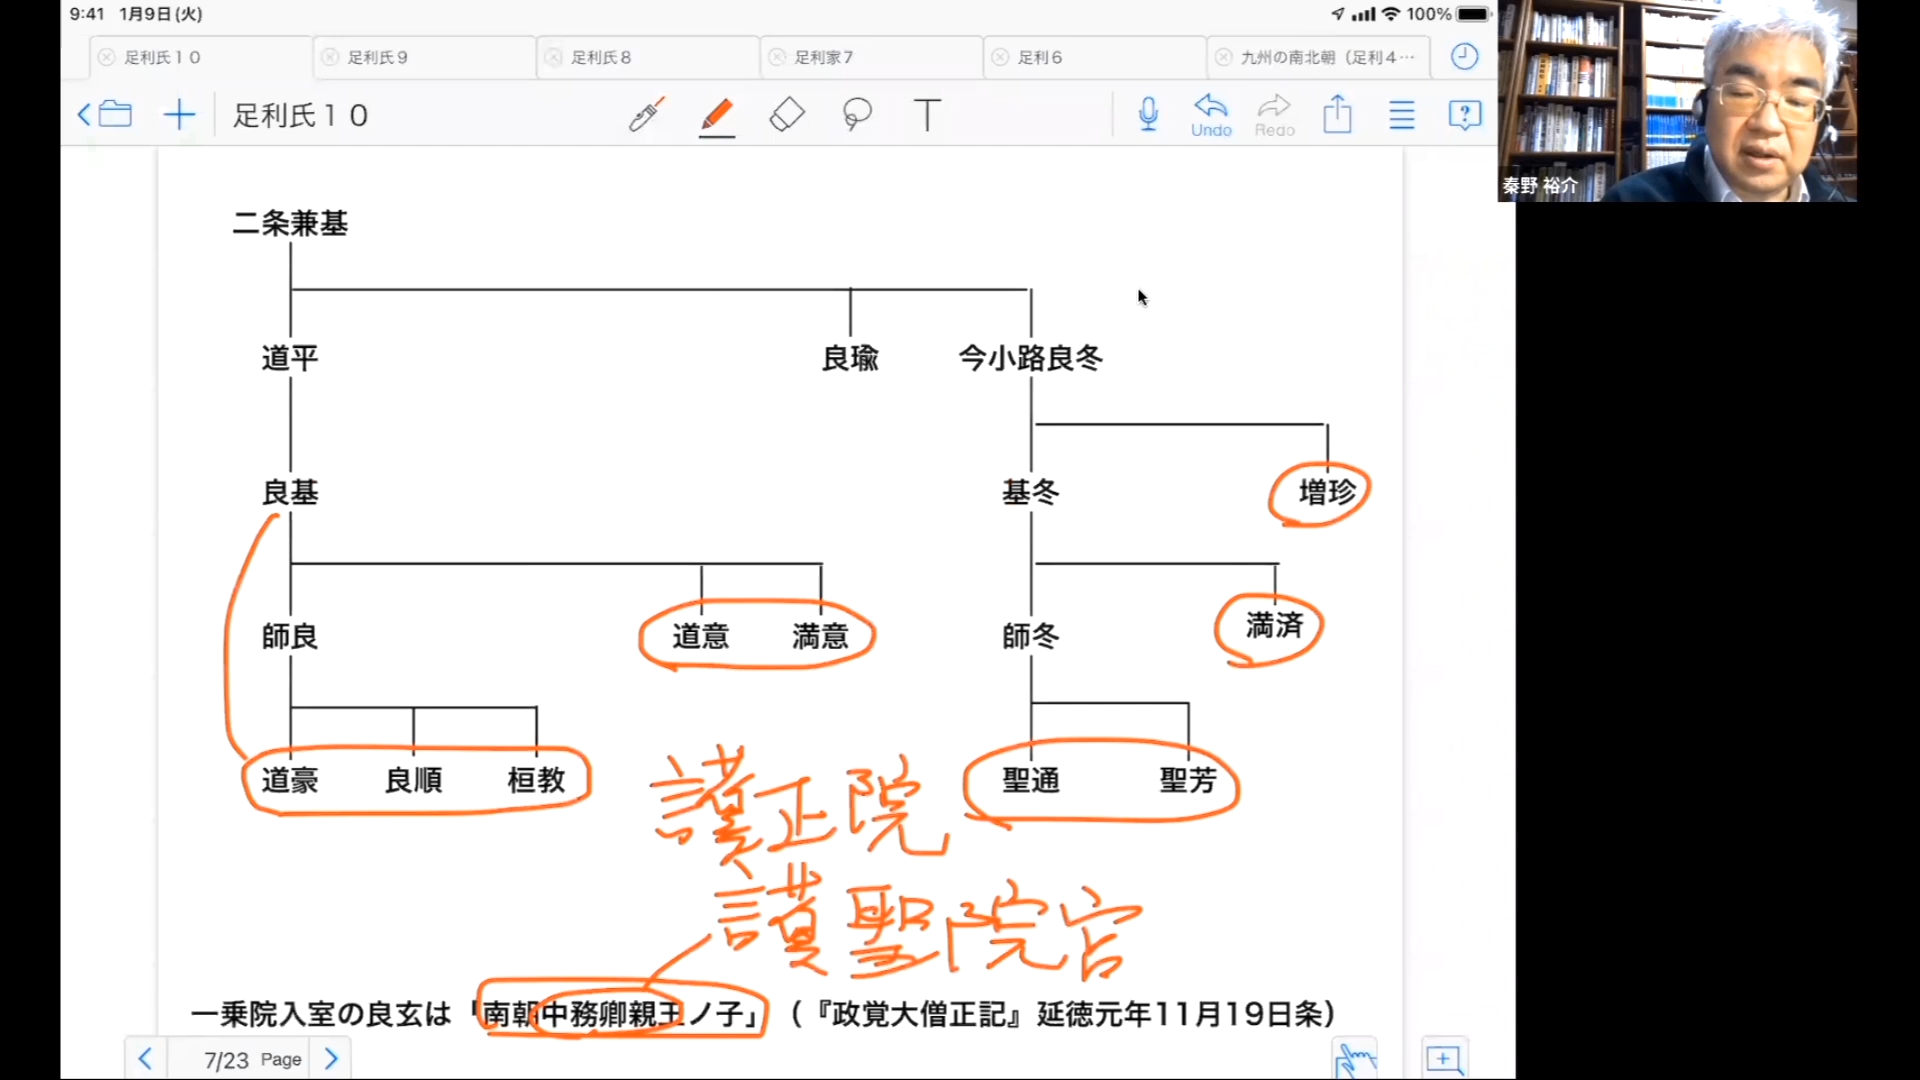 9:41 1月9日(火)
100%
足利氏10
足利氏9
足利氏8
足利家7
足利6
九州の南北朝（足利4…
足利氏10
Undo
Redo
秦野 裕介
二条兼基
道平 良瑜 今小路良冬
良基 基冬 増珍
師良 道意 満意 師冬 満済
道豪 良順 桓教 聖通 聖芳
護正院
護聖院宮
一乗院入室の良玄は「南朝中務卿親王ノ子」（『政覚大僧正記』延徳元年11月19日条）
7/23 Page